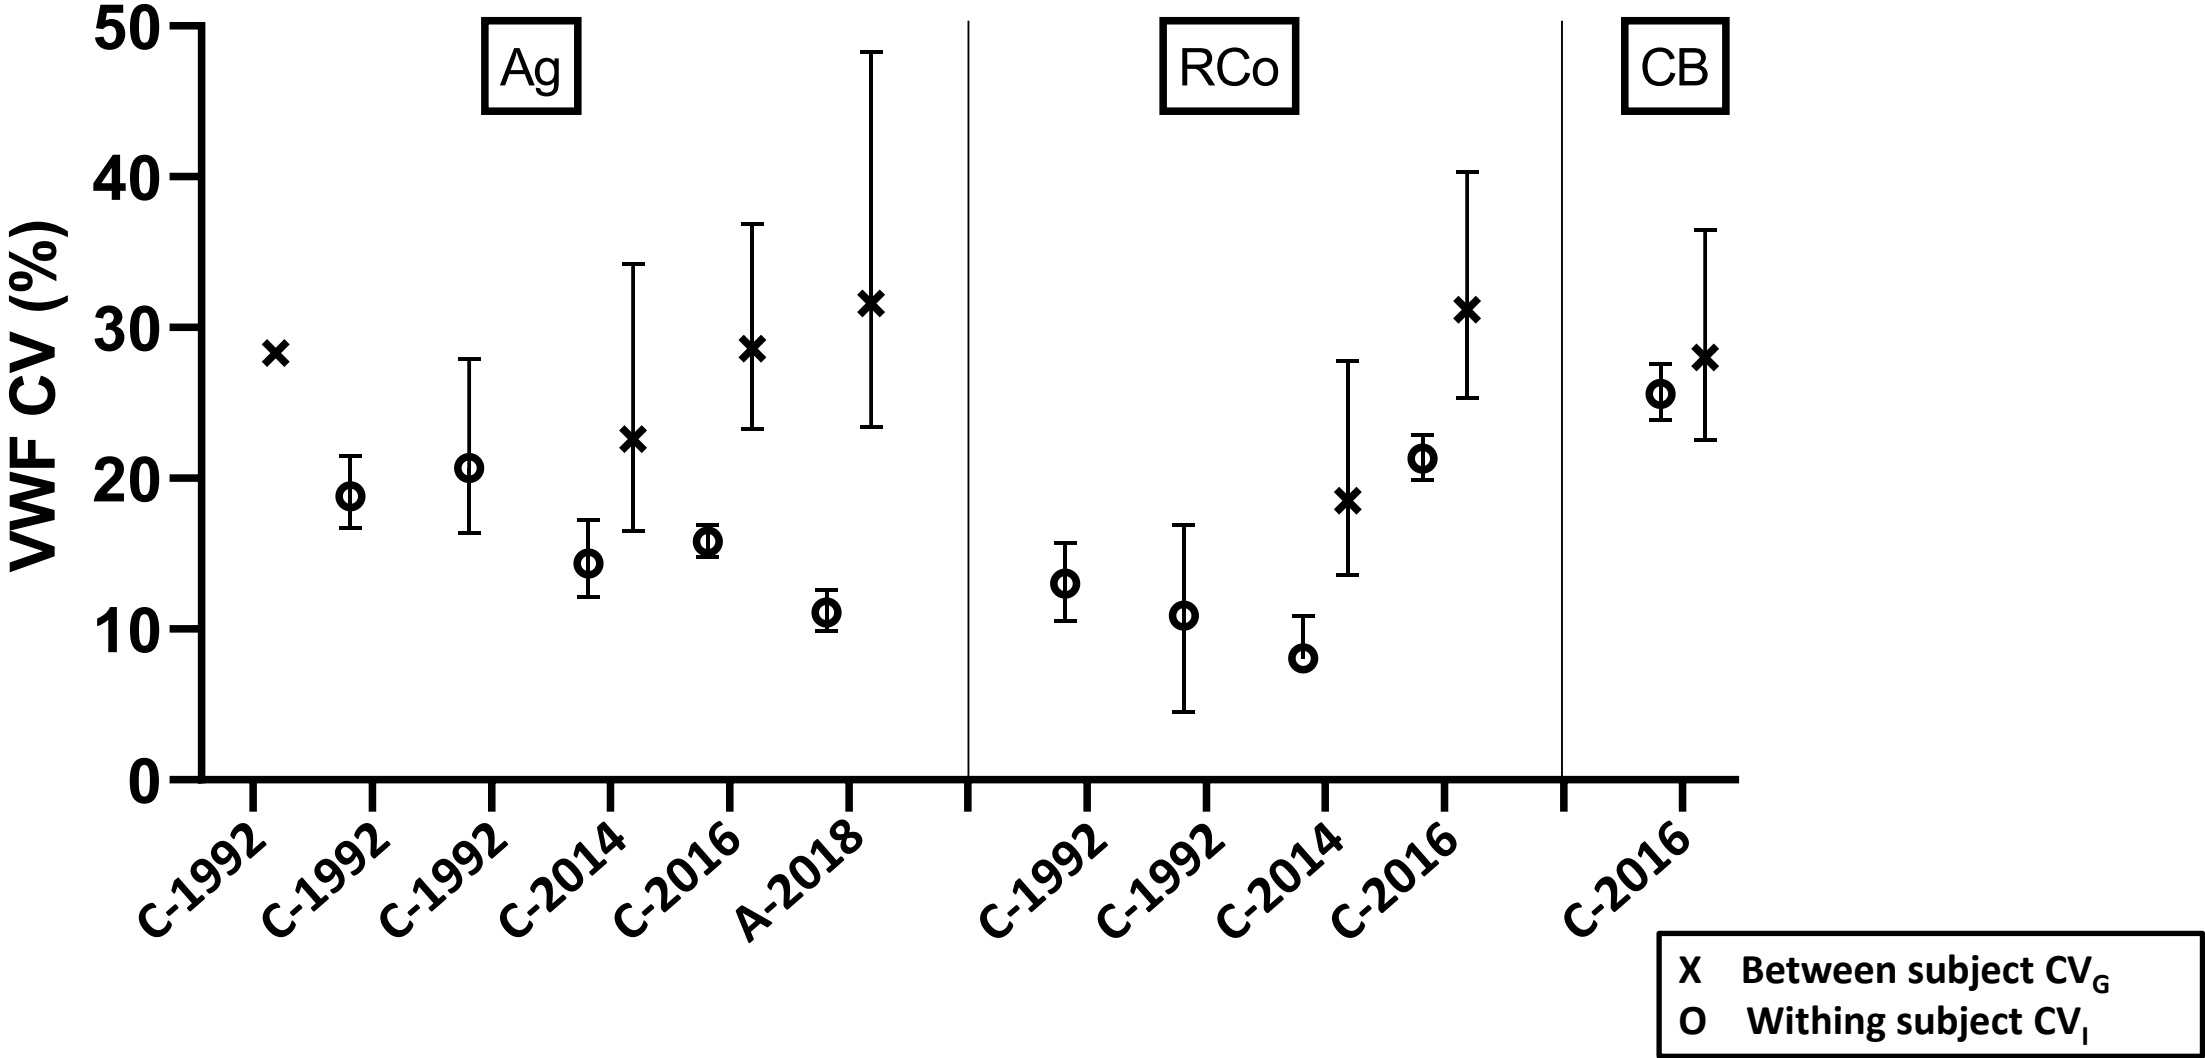 VWF CV (%)
50
40
30
20
10
0
Ag
RCo
CB
C-1992
C-1992
C-1992
C-2014
C-2016
A-2018
C-1992
C-1992
C-2014
C-2016
C-2016
X Between subject CVG
O Withing subject CVI